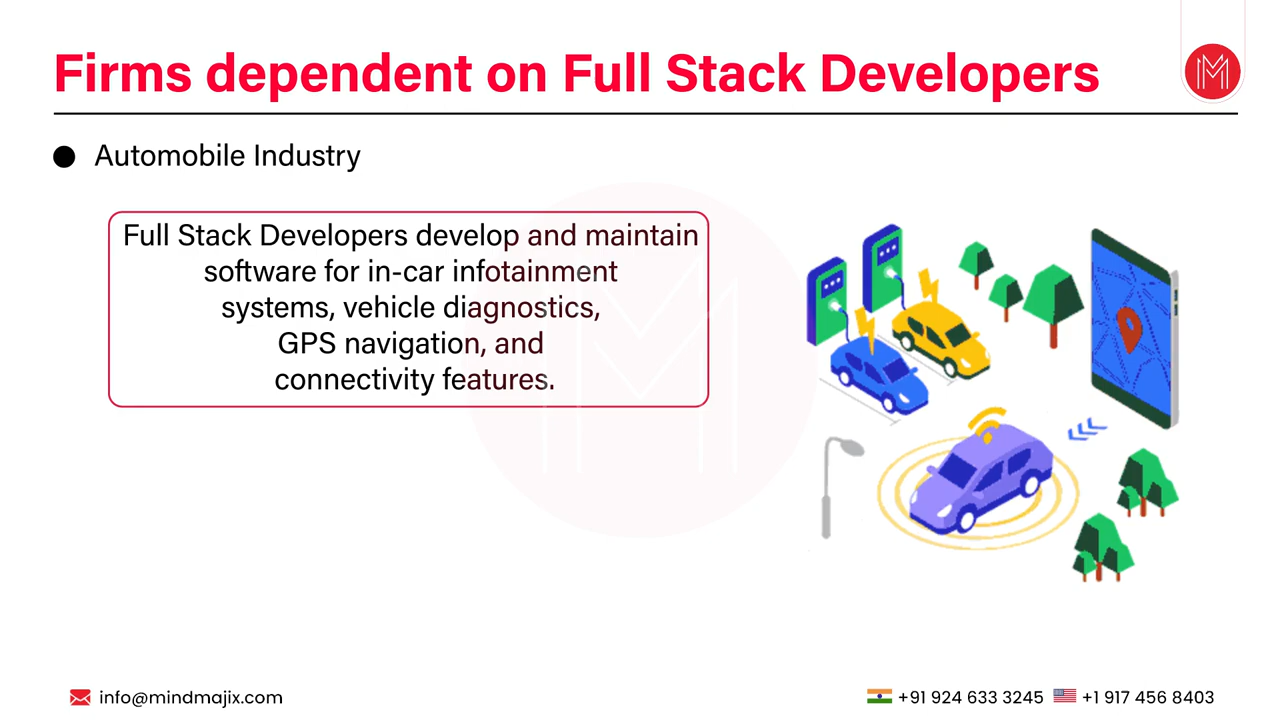 Firms dependent on Full Stack Developers
Automobile Industry
Full Stack Developers develop and maintain
software for in-car infotainment
systems, vehicle diagnostics,
GPS navigation, and
connectivity features.
info@mindmajix.com
+91 924 633 3245
+1 917 456 8403